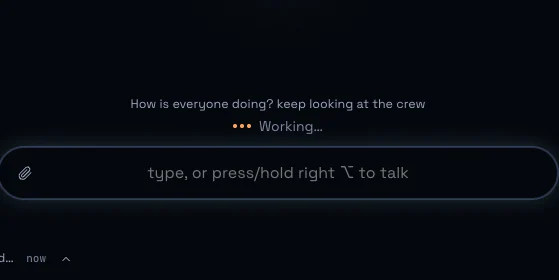 How is everyone doing? keep looking at the crew
Working...
type, or press/hold right ⌥ to talk
d... now